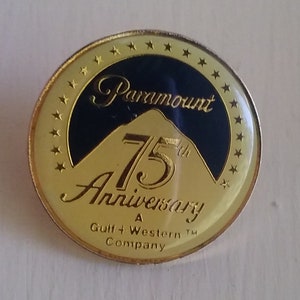 Paramount
75th
Anniversary
A
Gulf + Western ™
Company